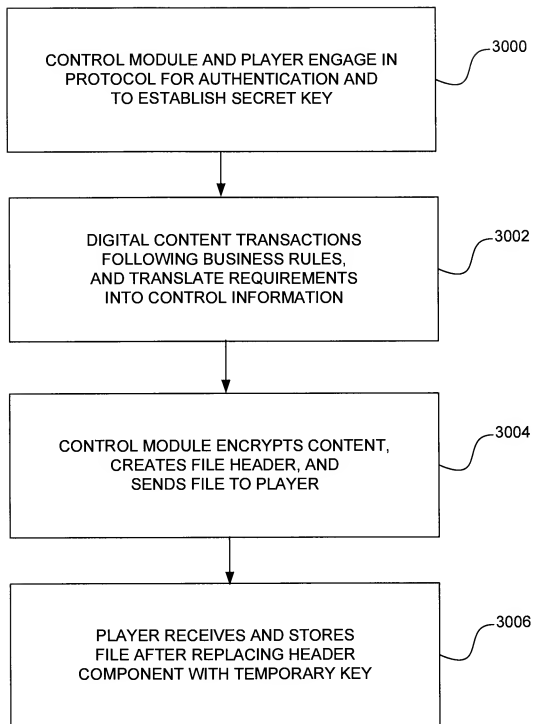 CONTROL MODULE AND PLAYER ENGAGE IN
PROTOCOL FOR AUTHENTICATION AND
TO ESTABLISH SECRET KEY
3000
DIGITAL CONTENT TRANSACTIONS
FOLLOWING BUSINESS RULES,
AND TRANSLATE REQUIREMENTS
INTO CONTROL INFORMATION
3002
CONTROL MODULE ENCRYPTS CONTENT,
CREATES FILE HEADER, AND
SENDS FILE TO PLAYER
3004
PLAYER RECEIVES AND STORES
FILE AFTER REPLACING HEADER
COMPONENT WITH TEMPORARY KEY
3006